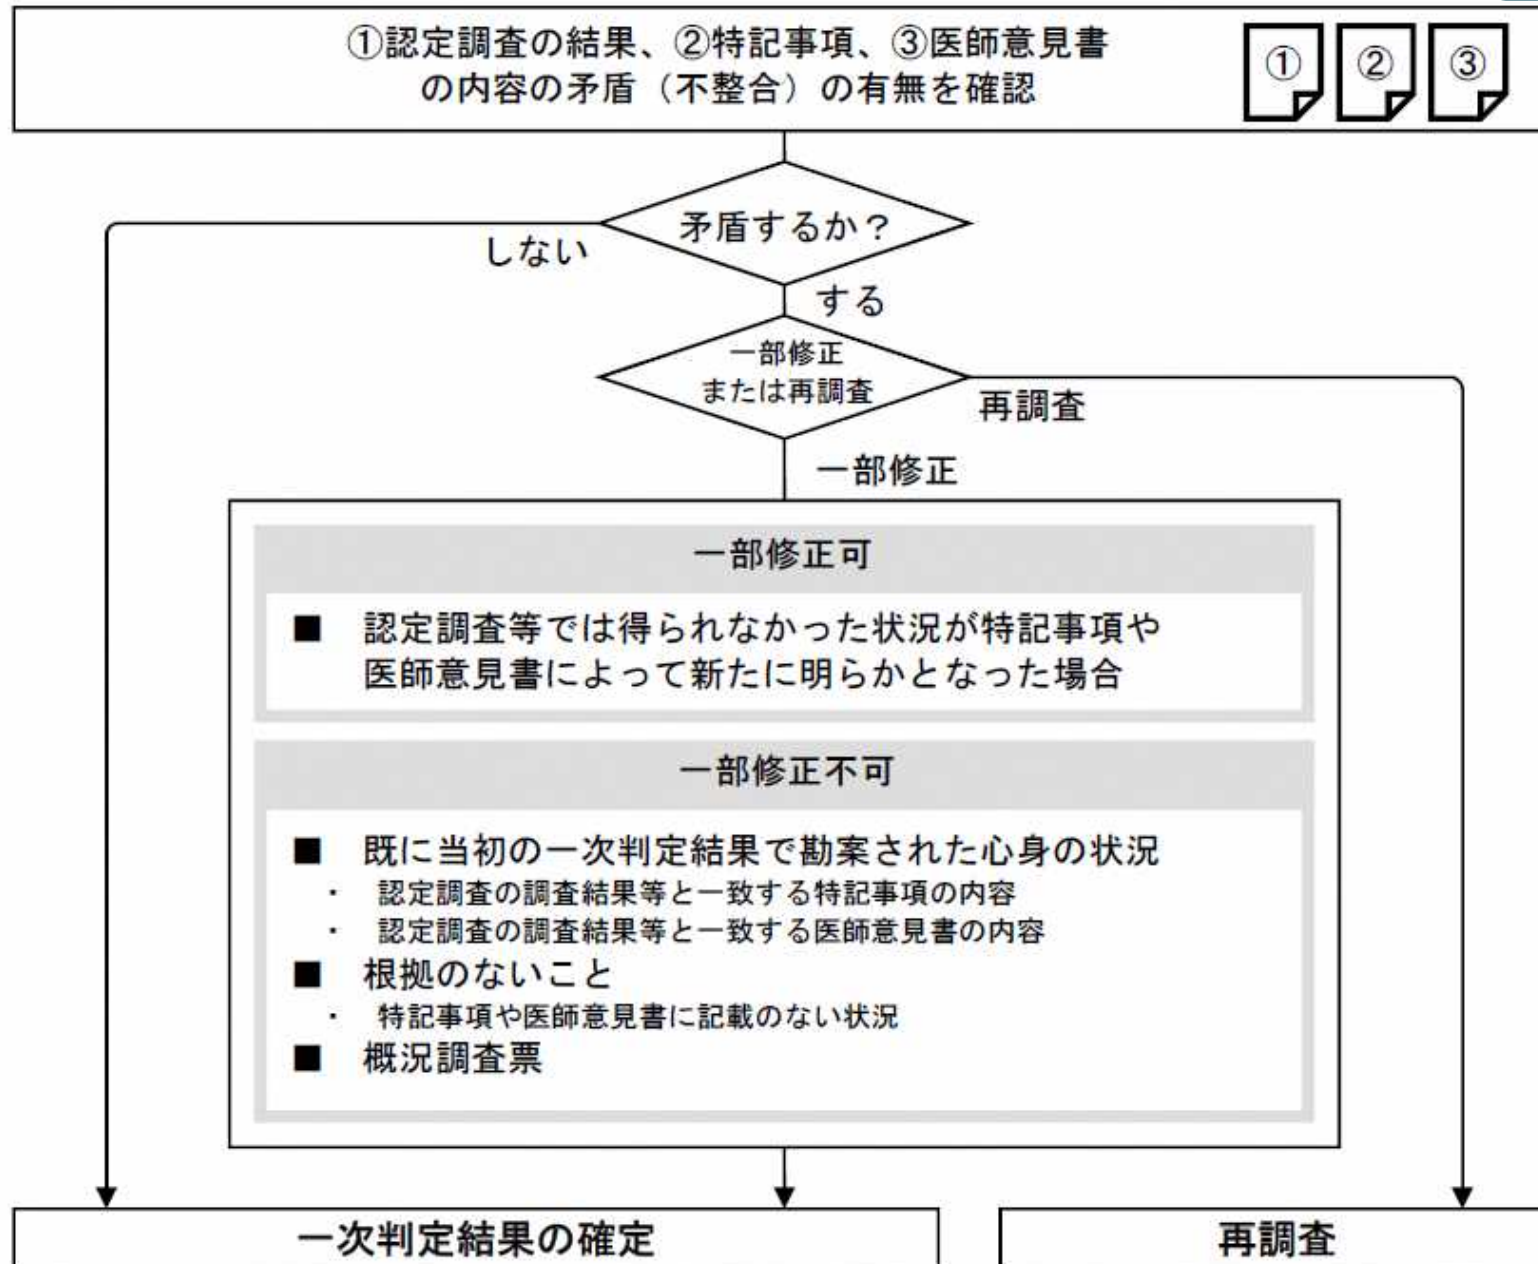 ①認定調査の結果、②特記事項、③医師意見書
の内容の矛盾（不整合）の有無を確認
① ② ③
矛盾するか？
しない
する
一部修正
または再調査
再調査
一部修正
一部修正可
■ 認定調査等では得られなかった状況が特記事項や
医師意見書によって新たに明らかとなった場合
一部修正不可
■ 既に当初の一次判定結果で勘案された心身の状況
・ 認定調査の調査結果等と一致する特記事項の内容
・ 認定調査の調査結果等と一致する医師意見書の内容
■ 根拠のないこと
・ 特記事項や医師意見書に記載のない状況
■ 概況調査票
一次判定結果の確定
再調査